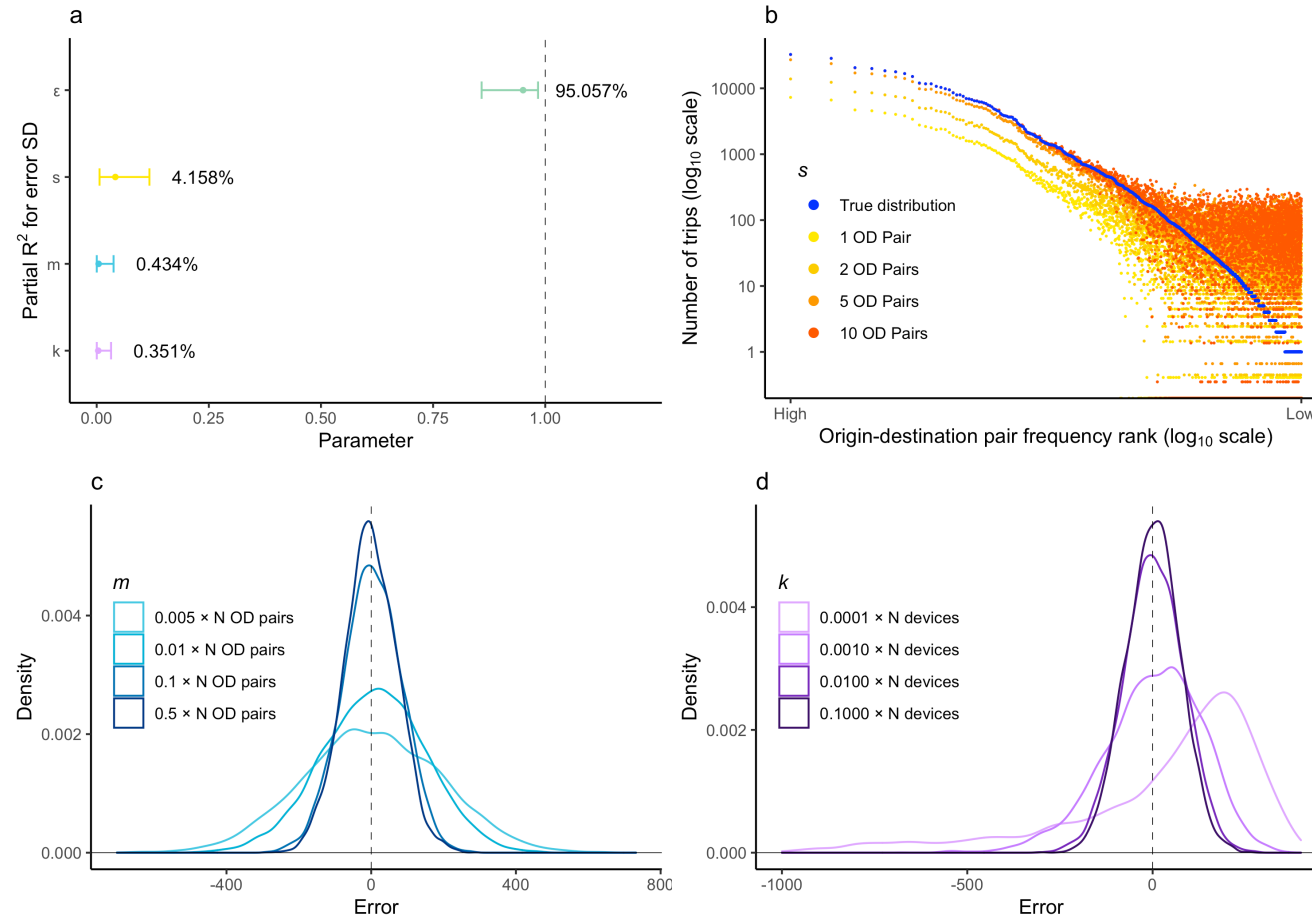 a
Partial R² for error SD
ε
s
m
k
95.057%
4.158%
0.434%
0.351%
0.00
0.25
0.50
0.75
1.00
Parameter
b
Number of trips (log₁₀ scale)
10000
1000
100
10
1
s
True distribution
1 OD Pair
2 OD Pairs
5 OD Pairs
10 OD Pairs
High
Low
Origin-destination pair frequency rank (log₁₀ scale)
c
Density
0.004
0.002
0.000
m
0.005 × N OD pairs
0.01 × N OD pairs
0.1 × N OD pairs
0.5 × N OD pairs
-400
0
400
800
Error
d
Density
0.004
0.002
0.000
k
0.0001 × N devices
0.0010 × N devices
0.0100 × N devices
0.1000 × N devices
-1000
-500
0
Error